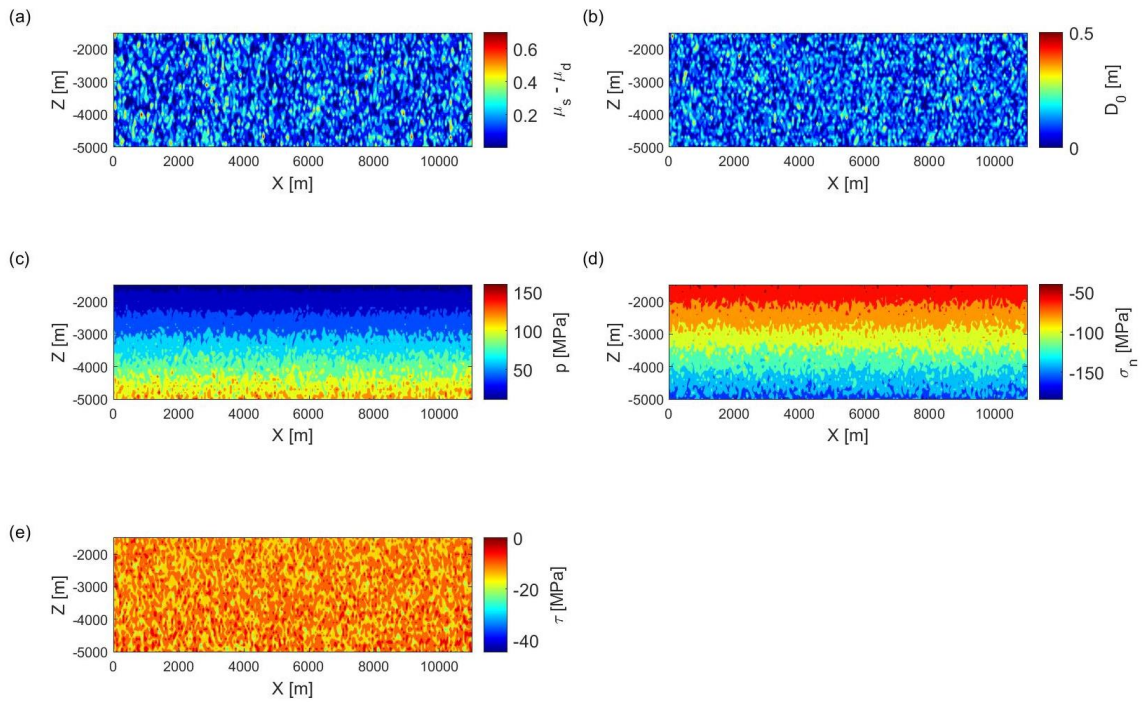 (a)
Z [m]
-2000
-3000
-4000
-5000
0 2000 4000 6000 8000 10000
X [m]
0.6
0.4
0.2
μs - μd
(b)
Z [m]
-2000
-3000
-4000
-5000
0 2000 4000 6000 8000 10000
X [m]
0.5
0
D0 [m]
(c)
Z [m]
-2000
-3000
-4000
-5000
0 2000 4000 6000 8000 10000
X [m]
150
100
50
p [MPa]
(d)
Z [m]
-2000
-3000
-4000
-5000
0 2000 4000 6000 8000 10000
X [m]
-50
-100
-150
σn [MPa]
(e)
Z [m]
-2000
-3000
-4000
-5000
0 2000 4000 6000 8000 10000
X [m]
0
-20
-40
τ [MPa]